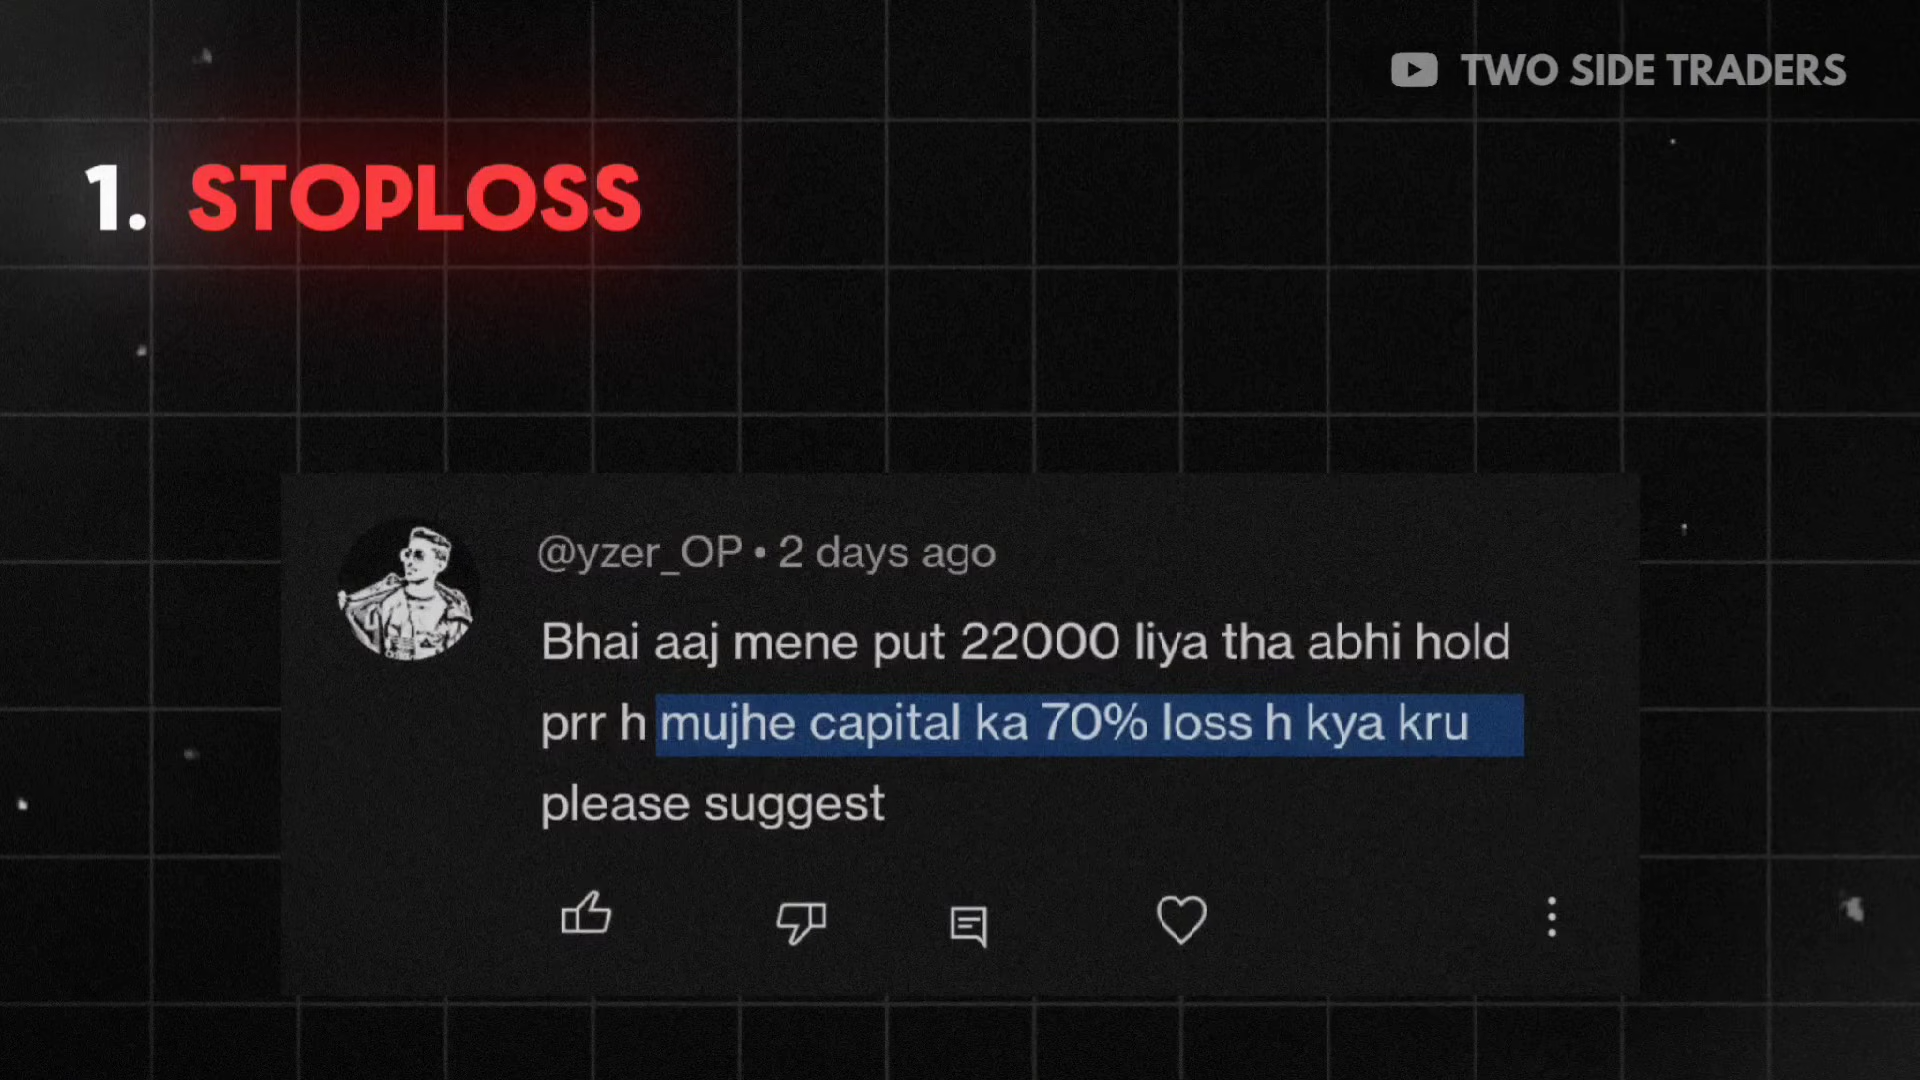 TWO SIDE TRADERS
1. STOPLOSS
@yzer_OP • 2 days ago
Bhai aaj mene put 22000 liya tha abhi hold
prr h mujhe capital ka 70% loss h kya kru
please suggest